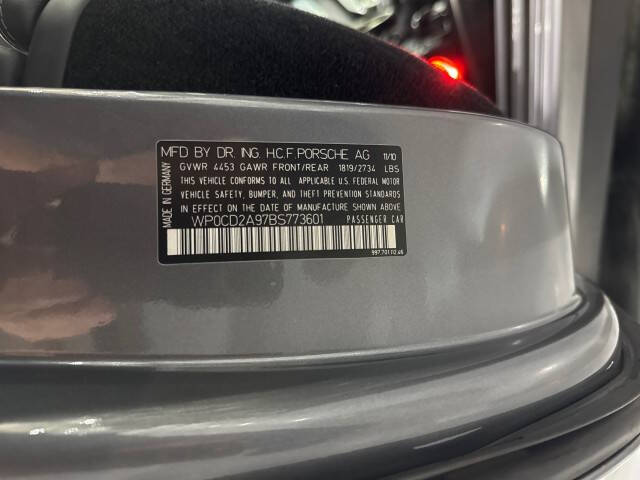 MFD BY DR. ING. H.C.F. PORSCHE AG 11/10
GVWR 4453 GAWR FRONT/REAR 1819/2734 LBS
THIS VEHICLE CONFORMS TO ALL APPLICABLE U.S. FEDERAL MOTOR
VEHICLE SAFETY, BUMPER, AND THEFT PREVENTION STANDARDS
IN EFFECT ON THE DATE OF MANUFACTURE SHOWN ABOVE.
WP0CD2A97BS773601 PASSENGER CAR
997.701.112.46
MADE IN GERMANY